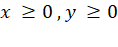 x ≥ 0 , y ≥ 0